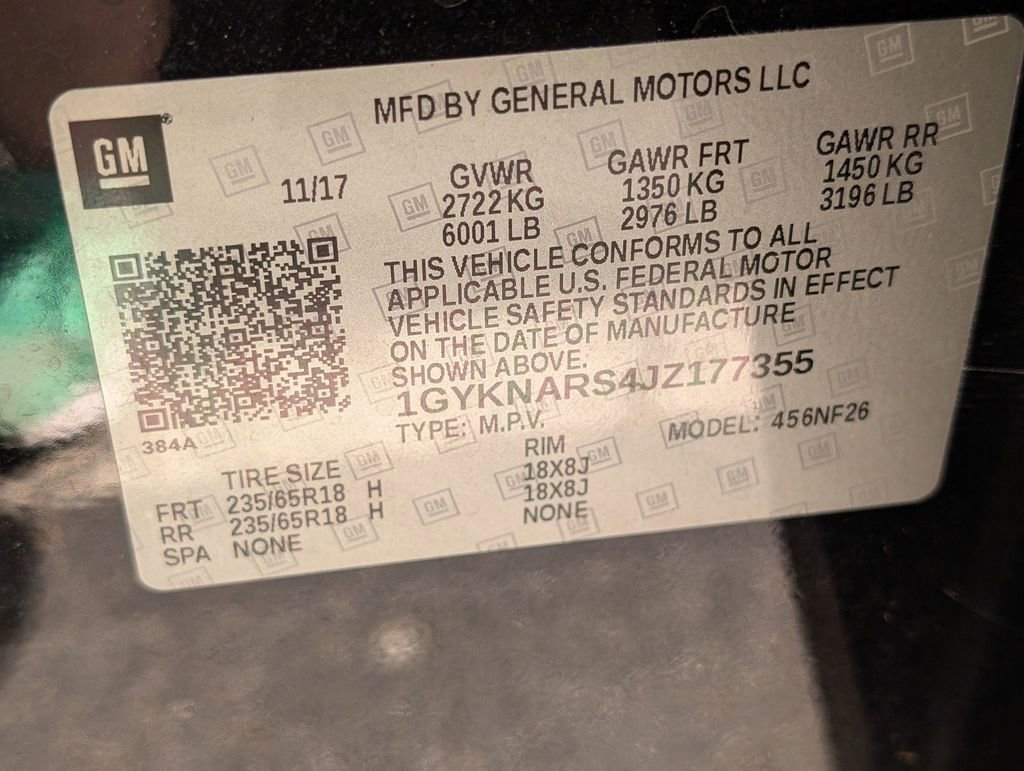 MFD BY GENERAL MOTORS LLC
GM®
11/17
GVWR GAWR FRT GAWR RR
2722 KG 1350 KG 1450 KG
6001 LB 2976 LB 3196 LB
THIS VEHICLE CONFORMS TO ALL
APPLICABLE U.S. FEDERAL MOTOR
VEHICLE SAFETY STANDARDS IN EFFECT
ON THE DATE OF MANUFACTURE
SHOWN ABOVE.
1GYKNARS4JZ177355
TYPE: M.P.V. MODEL: 456NF26
384A
TIRE SIZE RIM
FRT 235/65R18 H 18X8J
RR 235/65R18 H 18X8J
SPA NONE NONE